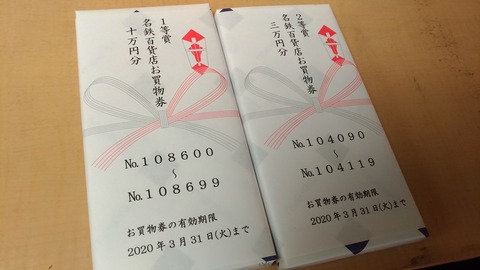 1等賞
名鉄百貨店お買物券
十万円分
No.108600
~
No.108699
お買物券の有効期限
2020年3月31日(火)まで
2等賞
名鉄百貨店お買物券
三万円分
No.104090
~
No.104119
お買物券の有効期限
2020年3月31日(火)まで